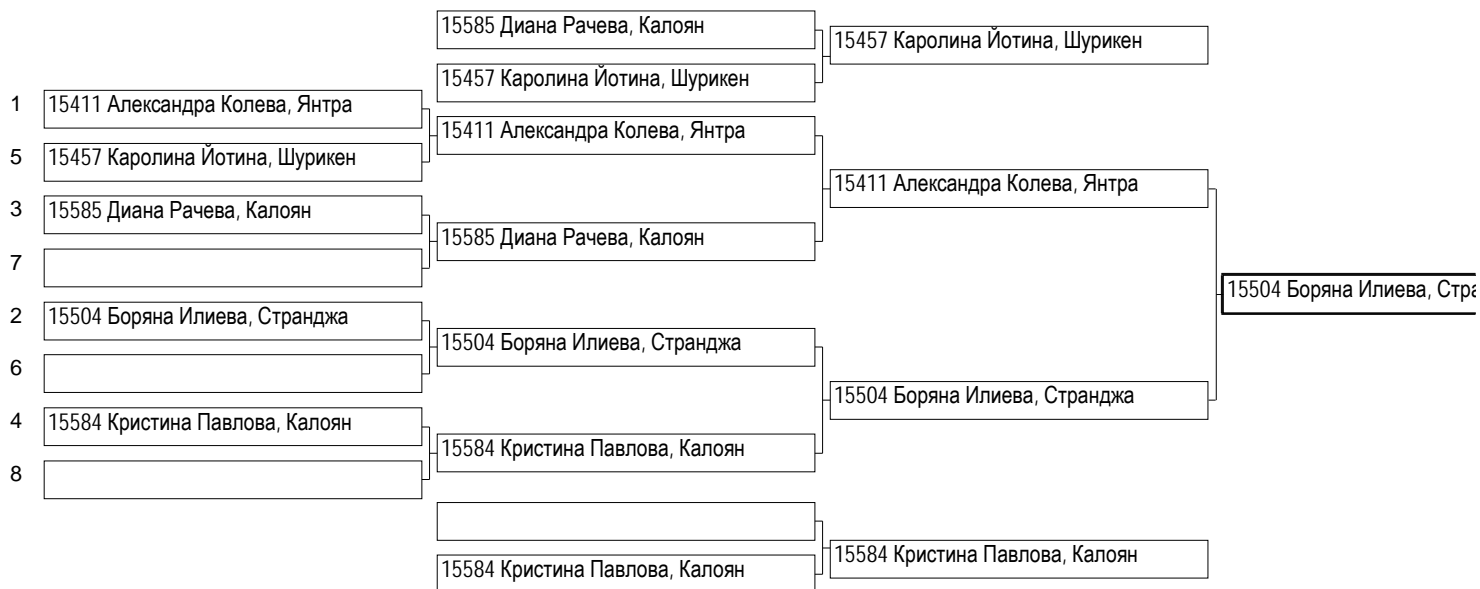 15585 Диана Рачева, Калоян
15457 Каролина Йотина, Шурикен
15457 Каролина Йотина, Шурикен
1 15411 Александра Колева, Янтра
15411 Александра Колева, Янтра
5 15457 Каролина Йотина, Шурикен
15411 Александра Колева, Янтра
3 15585 Диана Рачева, Калоян
15585 Диана Рачева, Калоян
7
15504 Боряна Илиева, Стра
2 15504 Боряна Илиева, Странджа
15504 Боряна Илиева, Странджа
6
15504 Боряна Илиева, Странджа
4 15584 Кристина Павлова, Калоян
15584 Кристина Павлова, Калоян
8
15584 Кристина Павлова, Калоян
15584 Кристина Павлова, Калоян